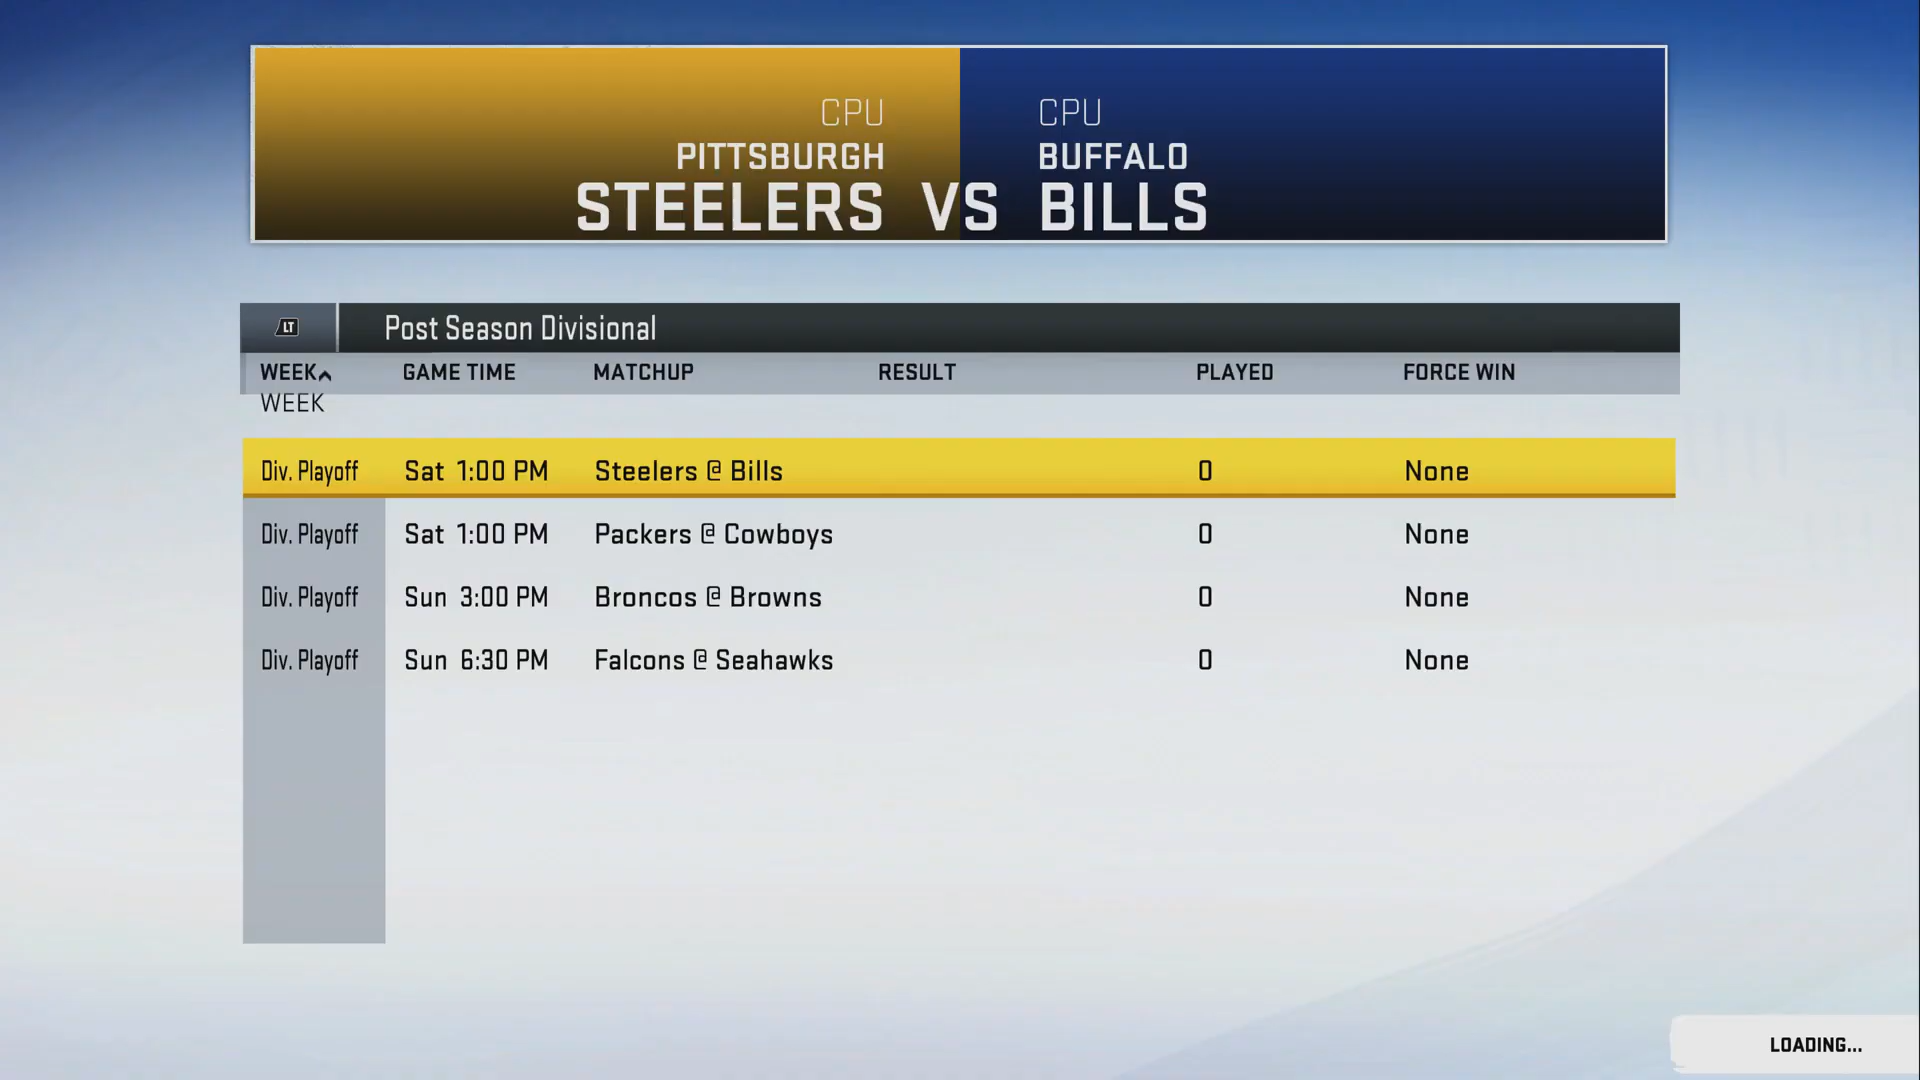 CPU CPU
PITTSBURGH BUFFALO
STEELERS VS BILLS
LT Post Season Divisional
WEEK GAME TIME MATCHUP RESULT PLAYED FORCE WIN
WEEK
Div. Playoff Sat 1:00 PM Steelers @ Bills 0 None
Div. Playoff Sat 1:00 PM Packers @ Cowboys 0 None
Div. Playoff Sun 3:00 PM Broncos @ Browns 0 None
Div. Playoff Sun 6:30 PM Falcons @ Seahawks 0 None
LOADING...